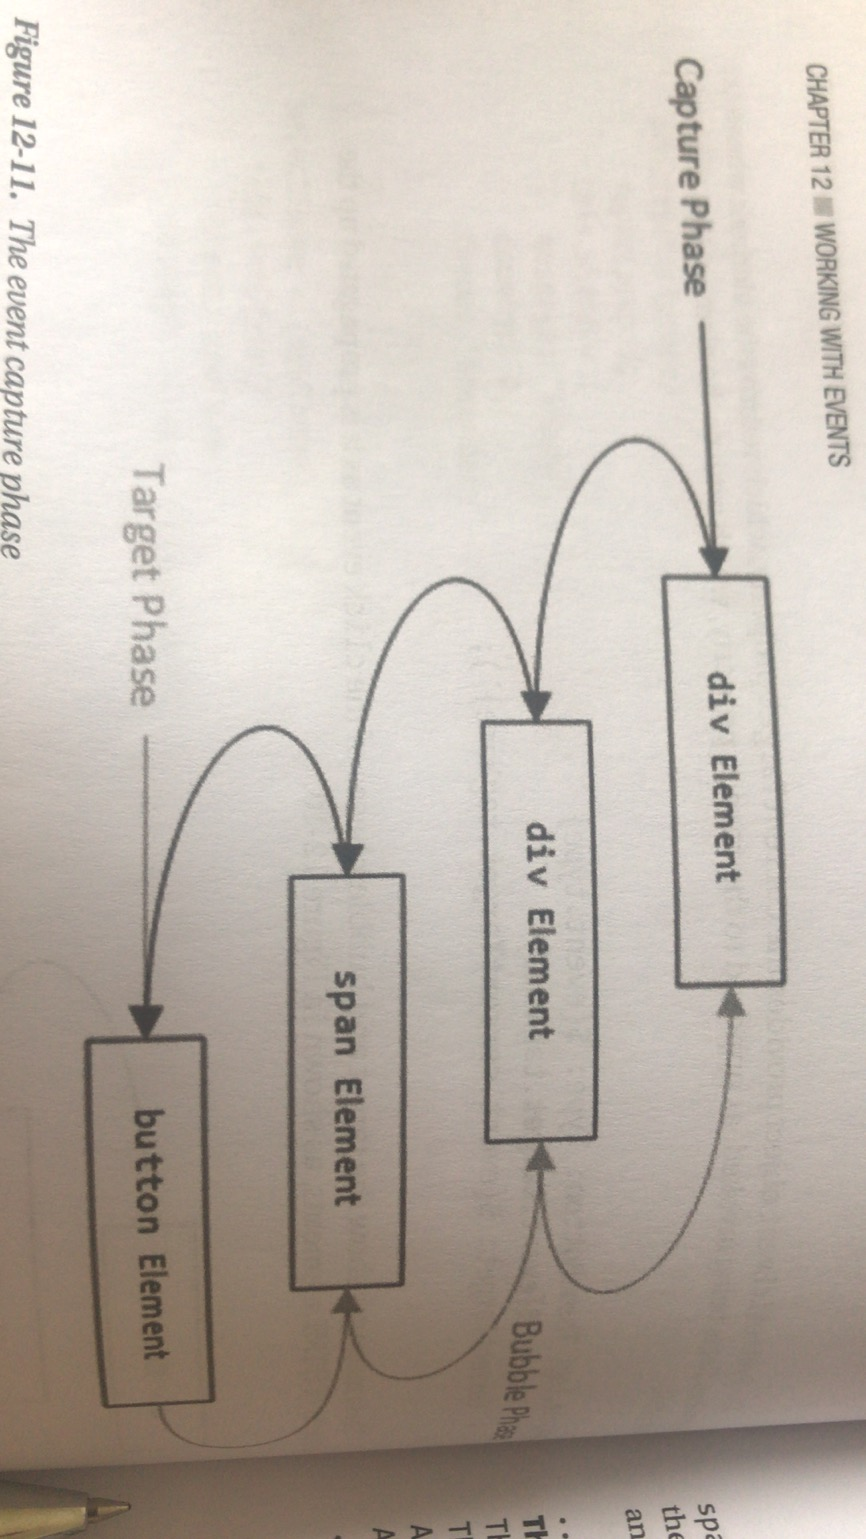 CHAPTER 12 ■ WORKING WITH EVENTS
Capture Phase
div Element
div Element
Bubble Phase
span Element
Target Phase
button Element
Figure 12-11. The event capture phase